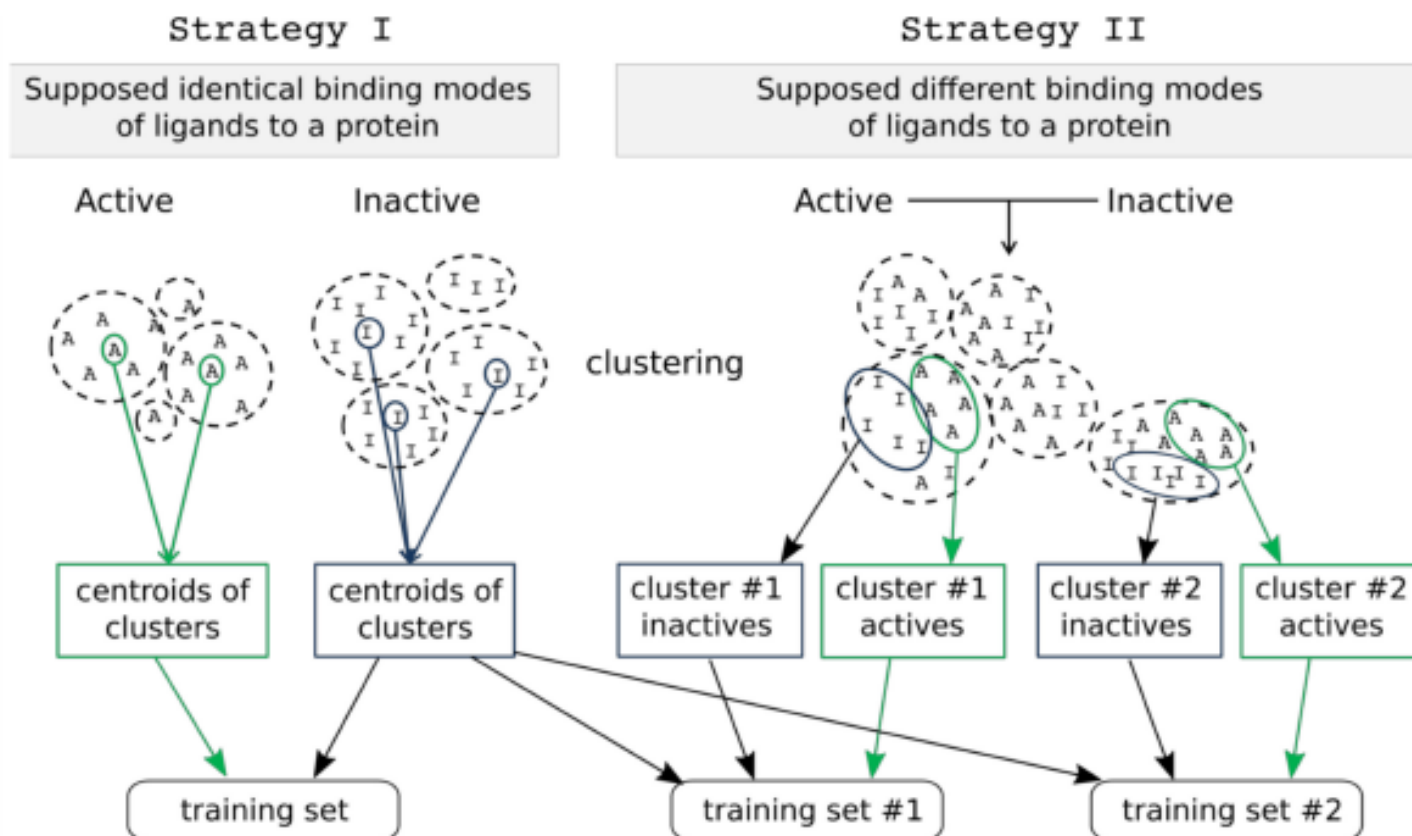 Strategy I
Strategy II
Supposed identical binding modes
of ligands to a protein
Supposed different binding modes
of ligands to a protein
Active
Inactive
Active
Inactive
clustering
centroids of
clusters
centroids of
clusters
cluster #1
inactives
cluster #1
actives
cluster #2
inactives
cluster #2
actives
training set
training set #1
training set #2